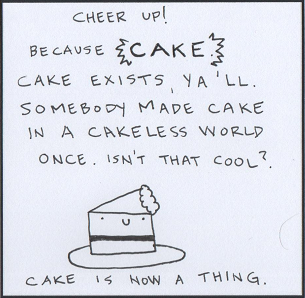 CHEER UP!
BECAUSE CAKE.
CAKE EXISTS, YA'LL.
SOMEBODY MADE CAKE
IN A CAKELESS WORLD
ONCE. ISN'T THAT COOL?
CAKE IS NOW A THING.